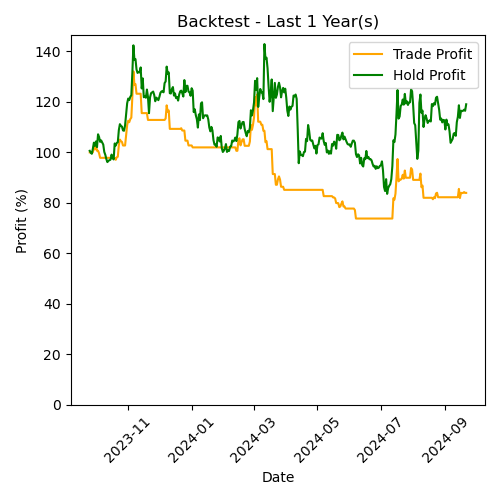 Backtest - Last 1 Year(s)
Trade Profit
Hold Profit
Profit (%)
140
120
100
80
60
40
20
0
2023-11
2024-01
2024-03
2024-05
2024-07
2024-09
Date